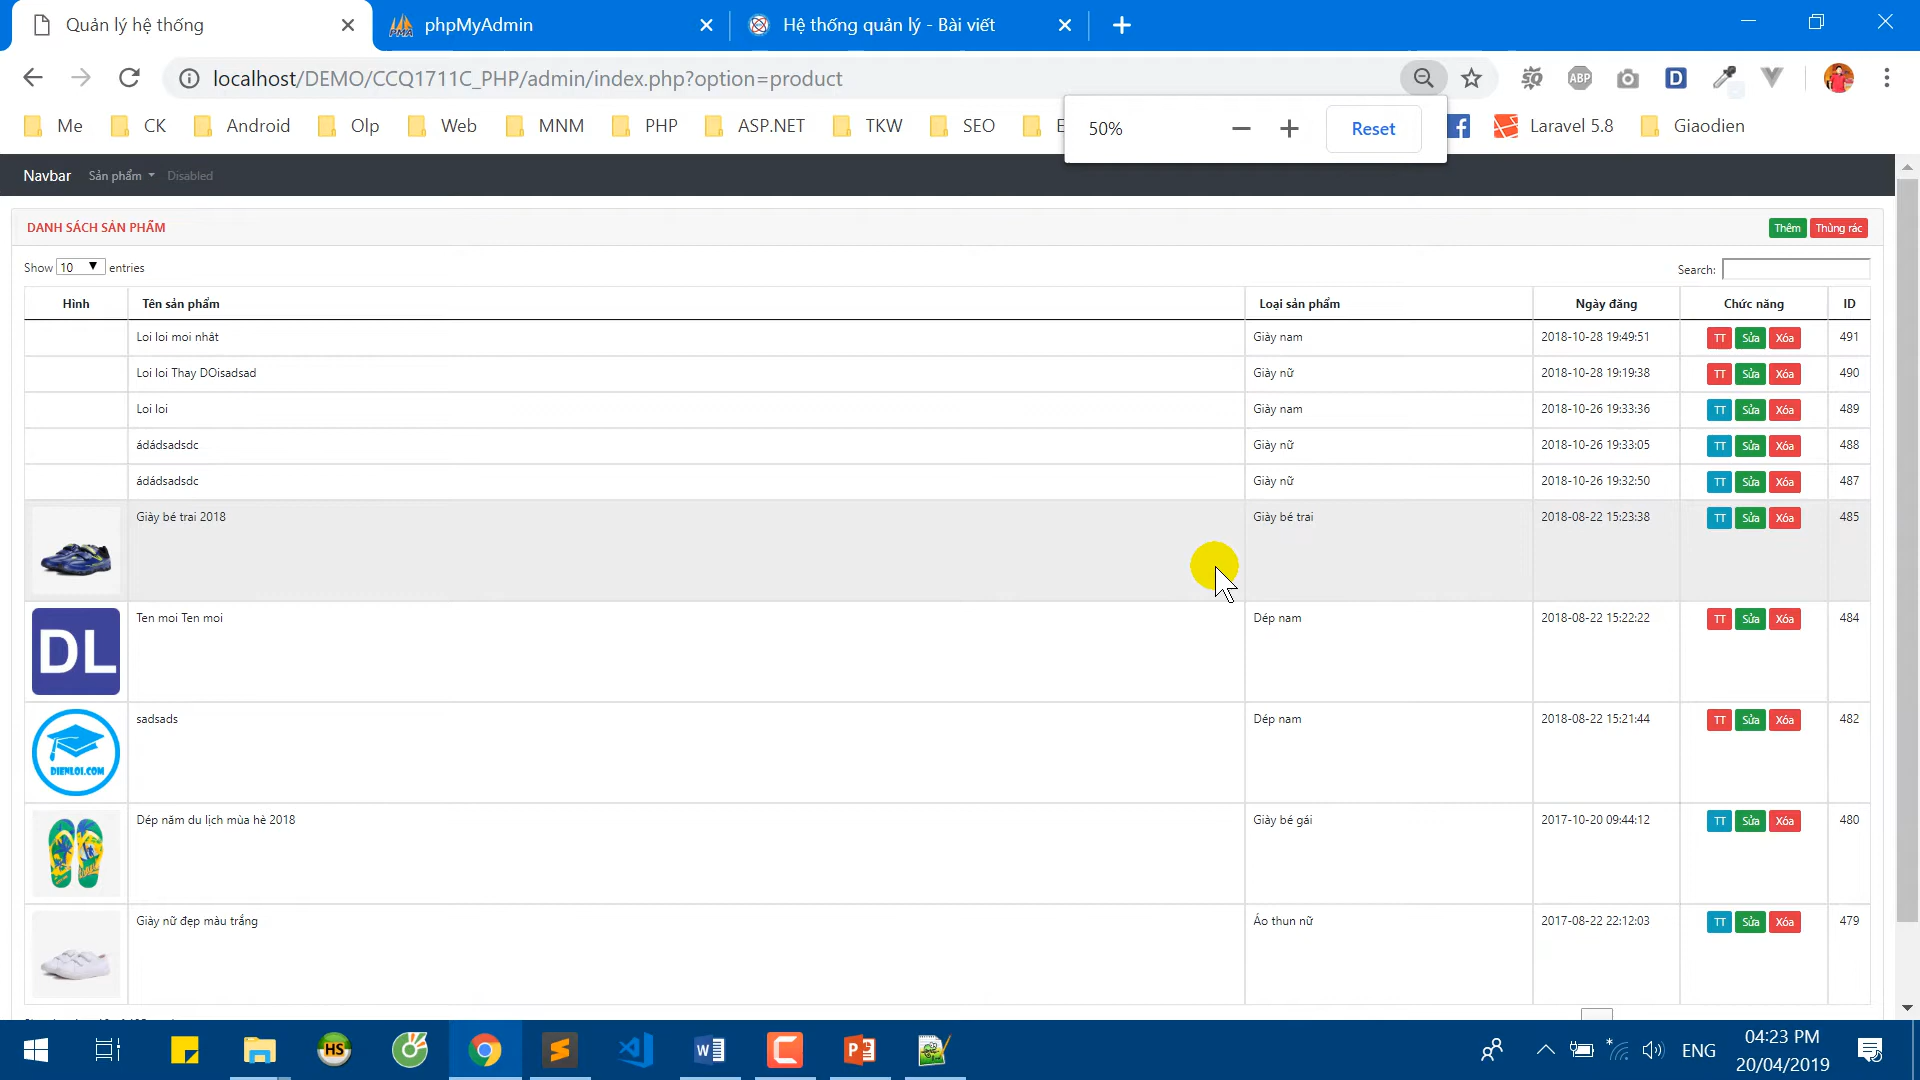 Quản lý hệ thống
phpMyAdmin
Hệ thống quản lý - Bài viết
localhost/DEMO/CCQ1711C_PHP/admin/index.php?option=product
ABP
D
Me
CK
Android
Olp
Web
MNM
PHP
ASP.NET
TKW
SEO
50%
Reset
Laravel 5.8
Giaodien
Navbar
Sản phẩm
Disabled
DANH SÁCH SẢN PHẨM
Thêm
Thùng rác
Show 10 entries
Search:
Hình Tên sản phẩm Loại sản phẩm Ngày đăng Chức năng ID
Loi loi moi nhât Giày nam 2018-10-28 19:49:51 TT Sửa Xóa 491
Loi loi Thay DOisadsad Giày nữ 2018-10-28 19:19:38 TT Sửa Xóa 490
Loi loi Giày nam 2018-10-26 19:33:36 TT Sửa Xóa 489
ádádsadsdc Giày nữ 2018-10-26 19:33:05 TT Sửa Xóa 488
ádádsadsdc Giày nữ 2018-10-26 19:32:50 TT Sửa Xóa 487
Giày bé trai 2018 Giày bé trai 2018-08-22 15:23:38 TT Sửa Xóa 485
Ten moi Ten moi Dép nam 2018-08-22 15:22:22 TT Sửa Xóa 484
DL
sadsads Dép nam 2018-08-22 15:21:44 TT Sửa Xóa 482
DIENLOI.COM
Dép năm du lịch mùa hè 2018 Giày bé gái 2017-10-20 09:44:12 TT Sửa Xóa 480
Giày nữ đẹp màu trắng Áo thun nữ 2017-08-22 22:12:03 TT Sửa Xóa 479
HS
ENG
04:23 PM
20/04/2019